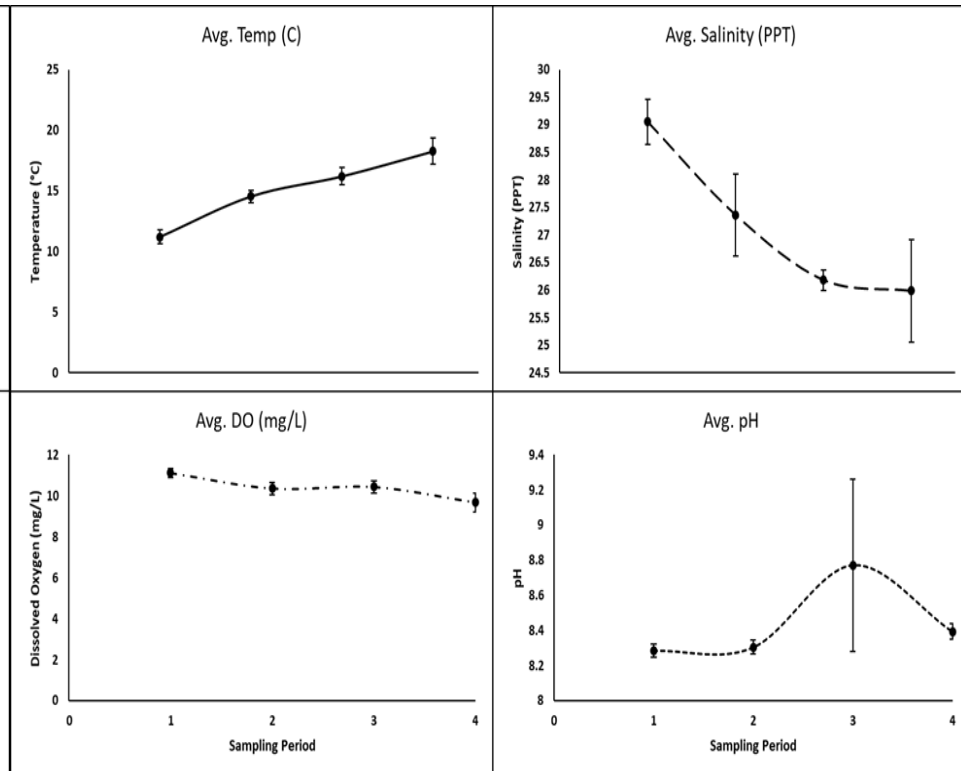 Avg. Temp (C)
Temperature (°C)
25
20
15
10
5
0
Avg. Salinity (PPT)
Salinity (PPT)
30
29.5
29
28.5
28
27.5
27
26.5
26
25.5
25
24.5
Avg. DO (mg/L)
Dissolved Oxygen (mg/L)
12
10
8
6
4
2
0
0 1 2 3 4
Sampling Period
Avg. pH
pH
9.4
9.2
9
8.8
8.6
8.4
8.2
8
0 1 2 3 4
Sampling Period